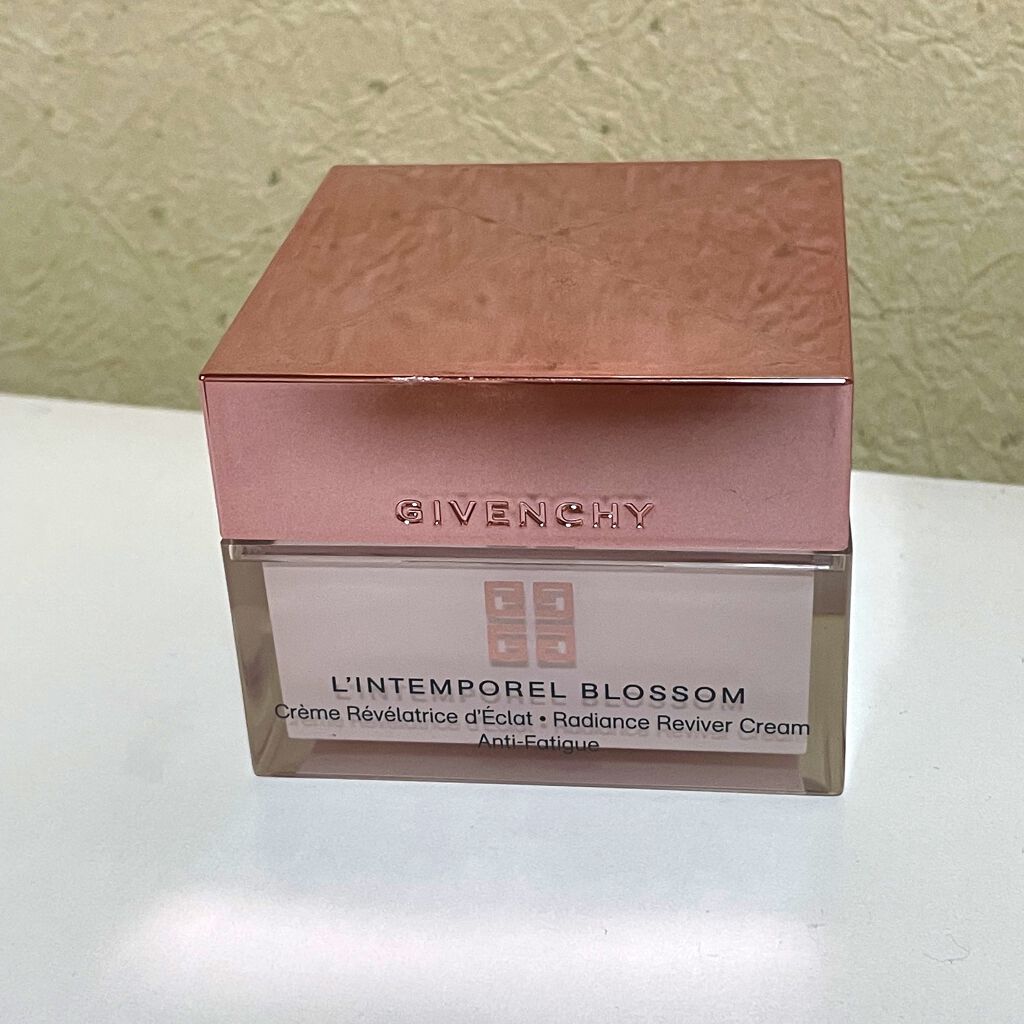 GIVENCHY
L'INTEMPOREL BLOSSOM
Crème Révélatrice d'Éclat • Radiance Reviver Cream
Anti-Fatigue